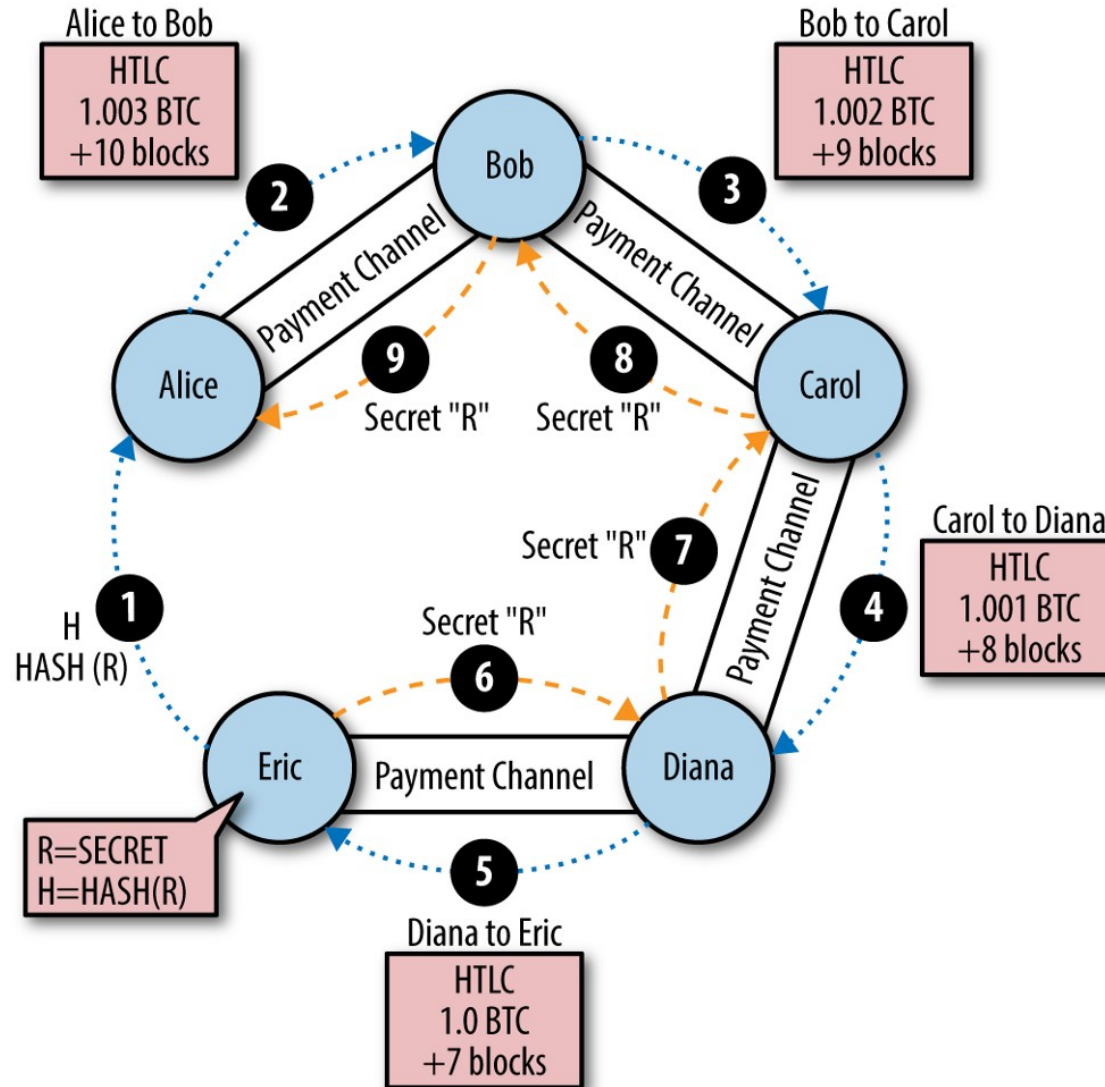 Alice to Bob
HTLC
1.003 BTC
+10 blocks
Bob to Carol
HTLC
1.002 BTC
+9 blocks
Bob
2
3
Payment Channel
Payment Channel
Alice
9
8
Carol
Secret "R"
Secret "R"
Secret "R"
7
Payment Channel
Carol to Diana
HTLC
1.001 BTC
+8 blocks
4
1
H
HASH (R)
Secret "R"
6
Eric
Payment Channel
Diana
R=SECRET
H=HASH(R)
5
Diana to Eric
HTLC
1.0 BTC
+7 blocks